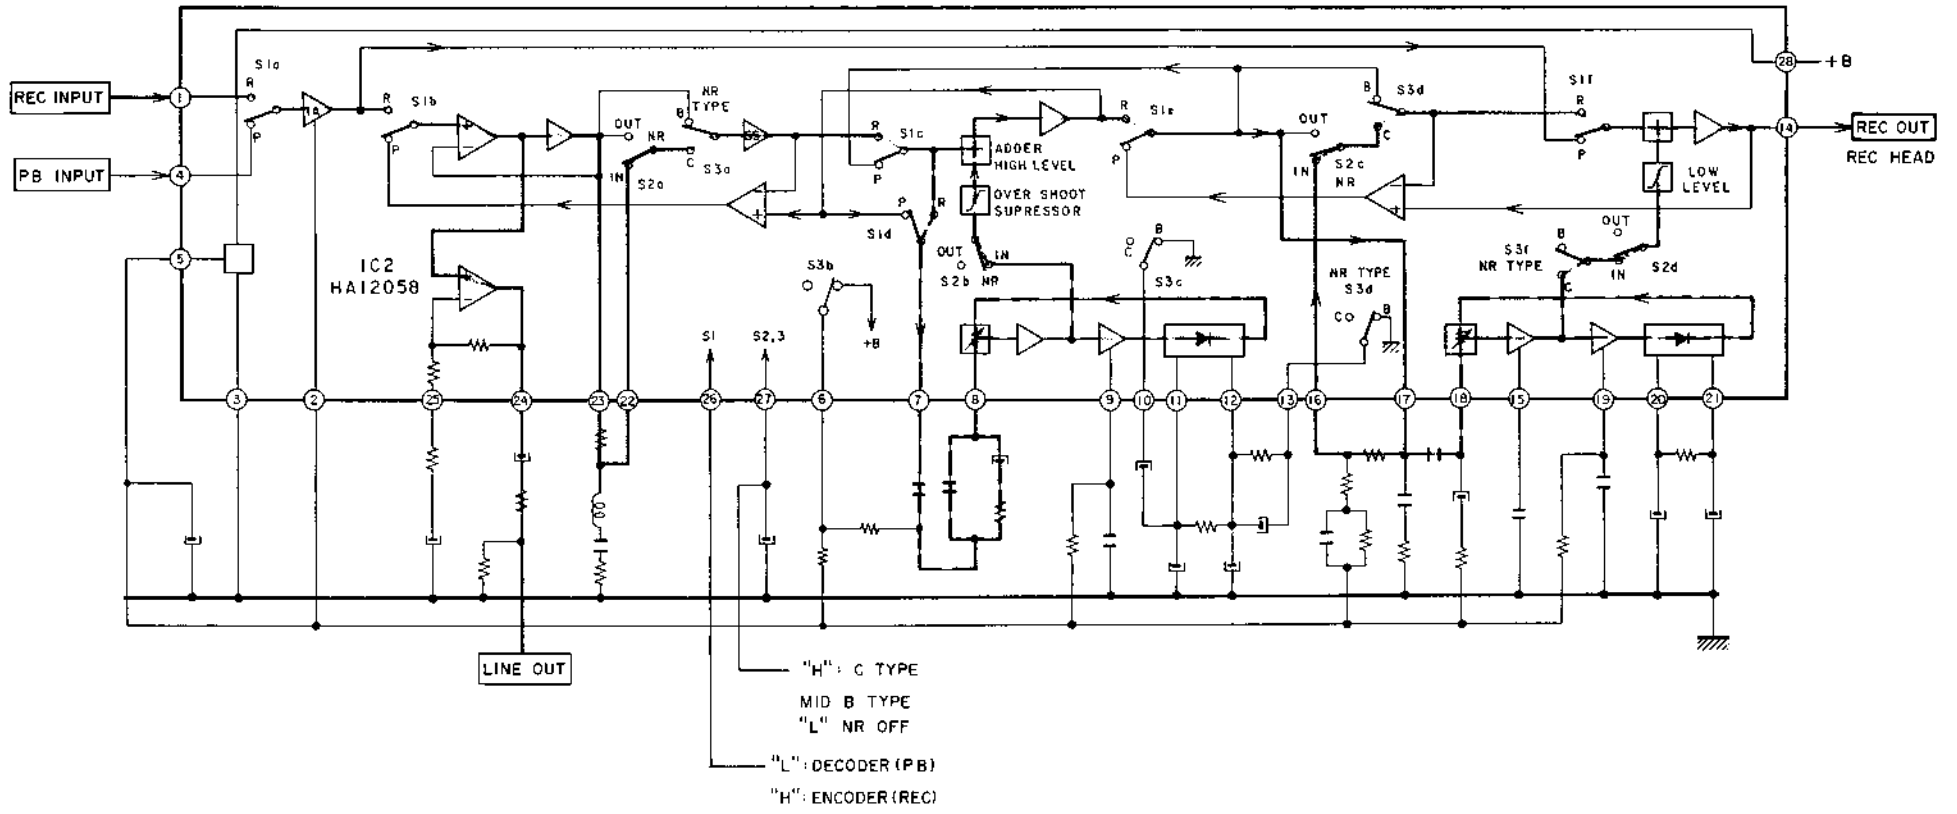 REC INPUT
1
PB INPUT
4
5
S1a
R
P
R
S1b
P
+
−
OUT
NR
TYPE
B
NR
C
S3a
IN
S2a
R
S1c
P
−
+
P
R
S1d
ADDER
HIGH LEVEL
OVER SHOOT
SUPRESSOR
R
S1e
P
OUT
B
S3d
C
S2c
IN
NR
−
+
S1f
R
P
28
+B
14
REC OUT
REC HEAD
LOW
LEVEL
OUT
B
S3f
NR TYPE
C
IN
S2d
IC2
HA12058
−
S3b
+B
OUT
IN
S2b
NR
B
C
S3c
NR TYPE
S3d
C
B
S1
S2,3
3
2
25
24
23
22
26
27
6
7
8
9
10
11
12
13
16
17
18
15
19
20
21
LINE OUT
"H": C TYPE
MID B TYPE
"L" NR OFF
"L": DECODER(PB)
"H": ENCODER(REC)